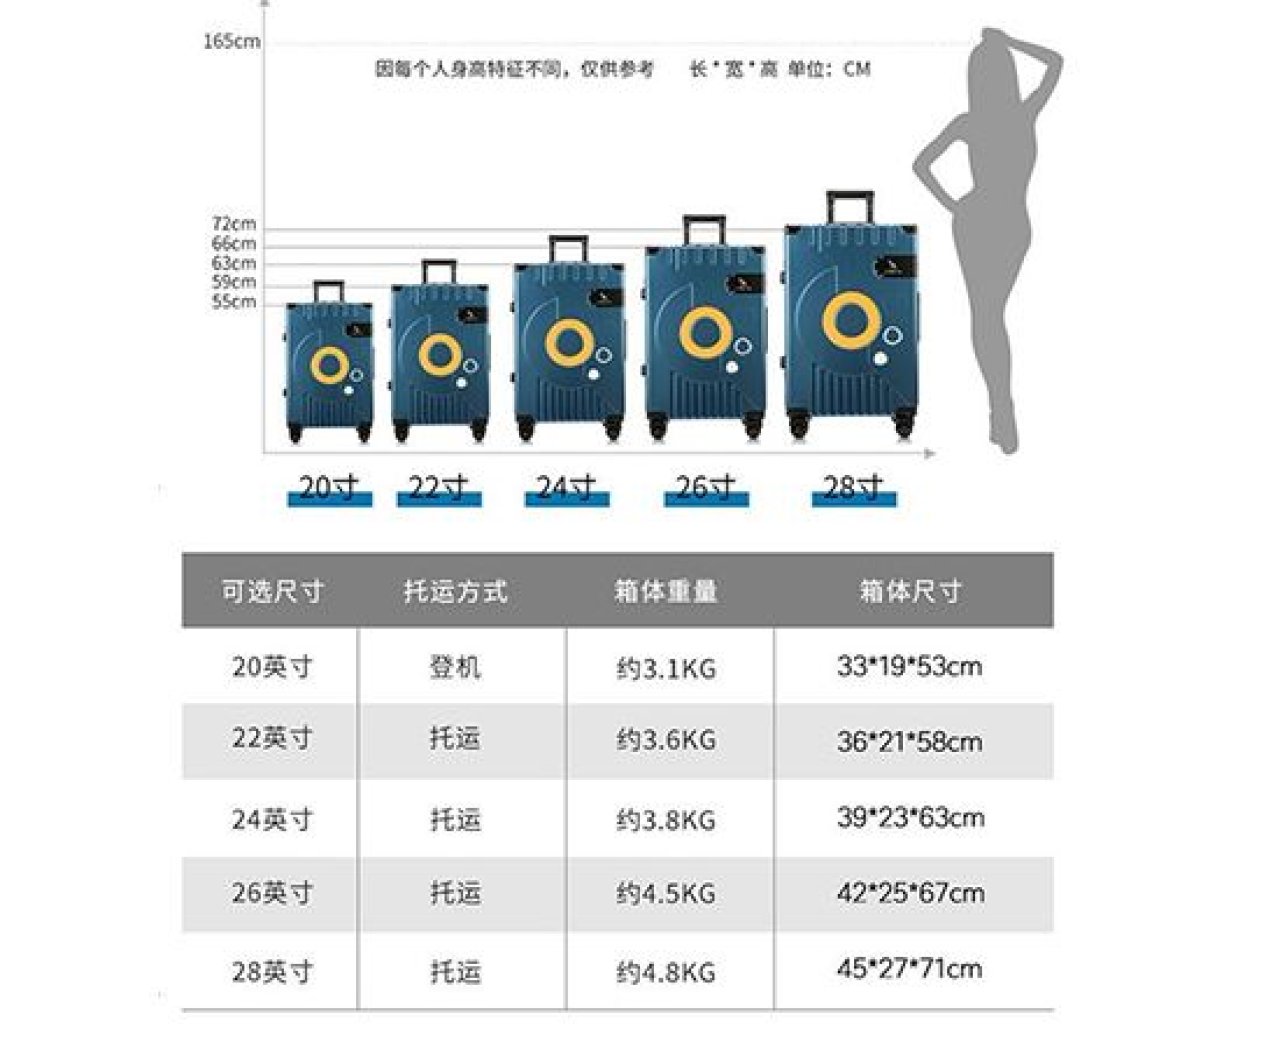 165cm
因每个人身高特征不同，仅供参考 长*宽*高 单位：CM
72cm
66cm
63cm
59cm
55cm
20寸 22寸 24寸 26寸 28寸
可选尺寸 托运方式 箱体重量 箱体尺寸
20英寸 登机 约3.1KG 33*19*53cm
22英寸 托运 约3.6KG 36*21*58cm
24英寸 托运 约3.8KG 39*23*63cm
26英寸 托运 约4.5KG 42*25*67cm
28英寸 托运 约4.8KG 45*27*71cm